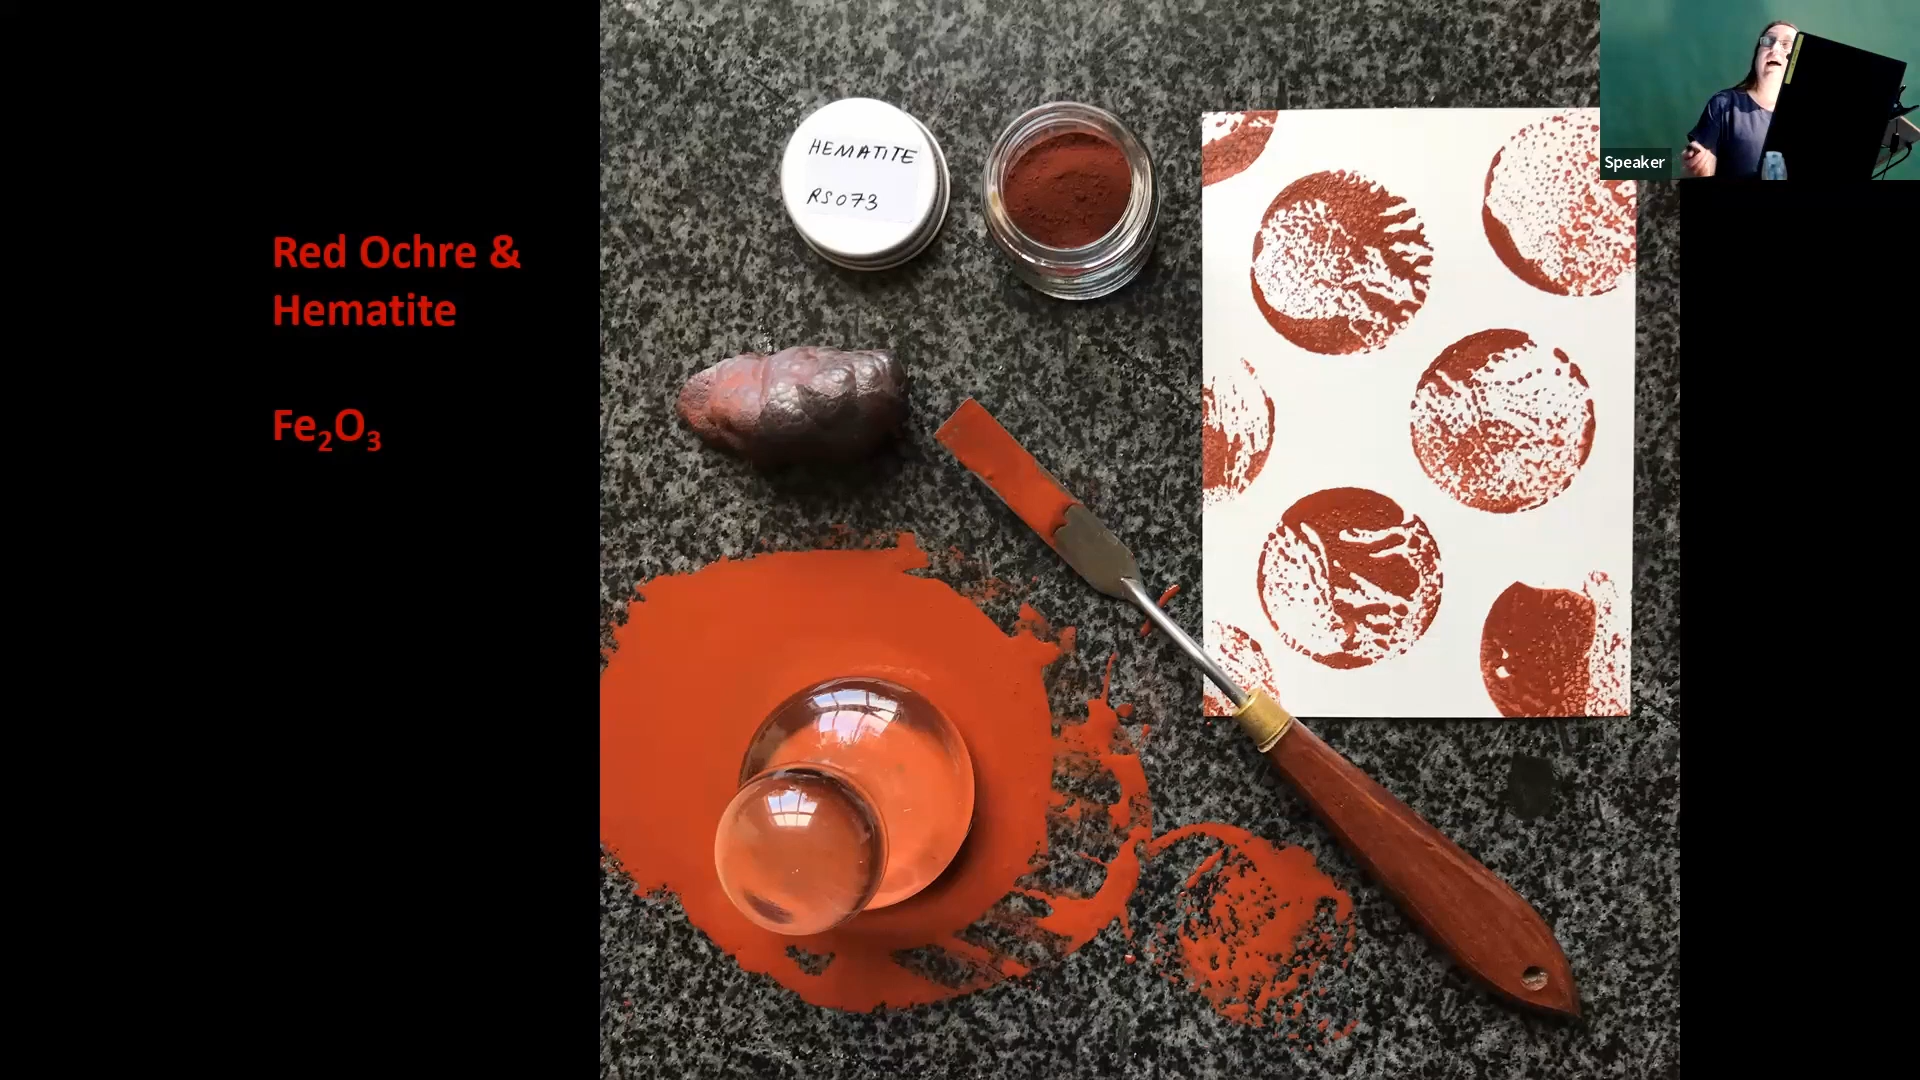 Red Ochre &
Hematite
Fe₂O₃
HEMATITE
RS073
Speaker